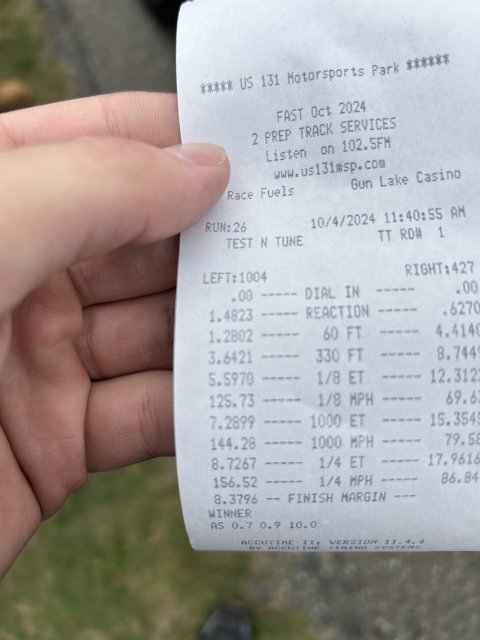 ***** US 131 Motorsports Park ******
FAST Oct 2024
2 PREP TRACK SERVICES
Listen on 102.5FM
www.us131msp.com
Race Fuels Gun Lake Casino
RUN:26 10/4/2024 11:40:55 AM
TEST N TUNE TT RD# 1
LEFT:1004 RIGHT:427
.00 ----- DIAL IN ----- .00
1.4823 ----- REACTION ----- .6270
1.2802 ----- 60 FT ----- 4.4140
3.6421 ----- 330 FT ----- 8.7449
5.5970 ----- 1/8 ET ----- 12.312
125.73 ----- 1/8 MPH ----- 69.6
7.2899 ----- 1000 ET ----- 15.354
144.28 ----- 1000 MPH ----- 79.5
8.7267 ----- 1/4 ET ----- 17.9616
156.52 ----- 1/4 MPH ----- 86.84
8.3796 -- FINISH MARGIN ---
WINNER
AS 0.7 0.9 10.0
ACCUTIME II: VERSION 11.4.4
BY ACCUTIME TIMING SYSTEMS